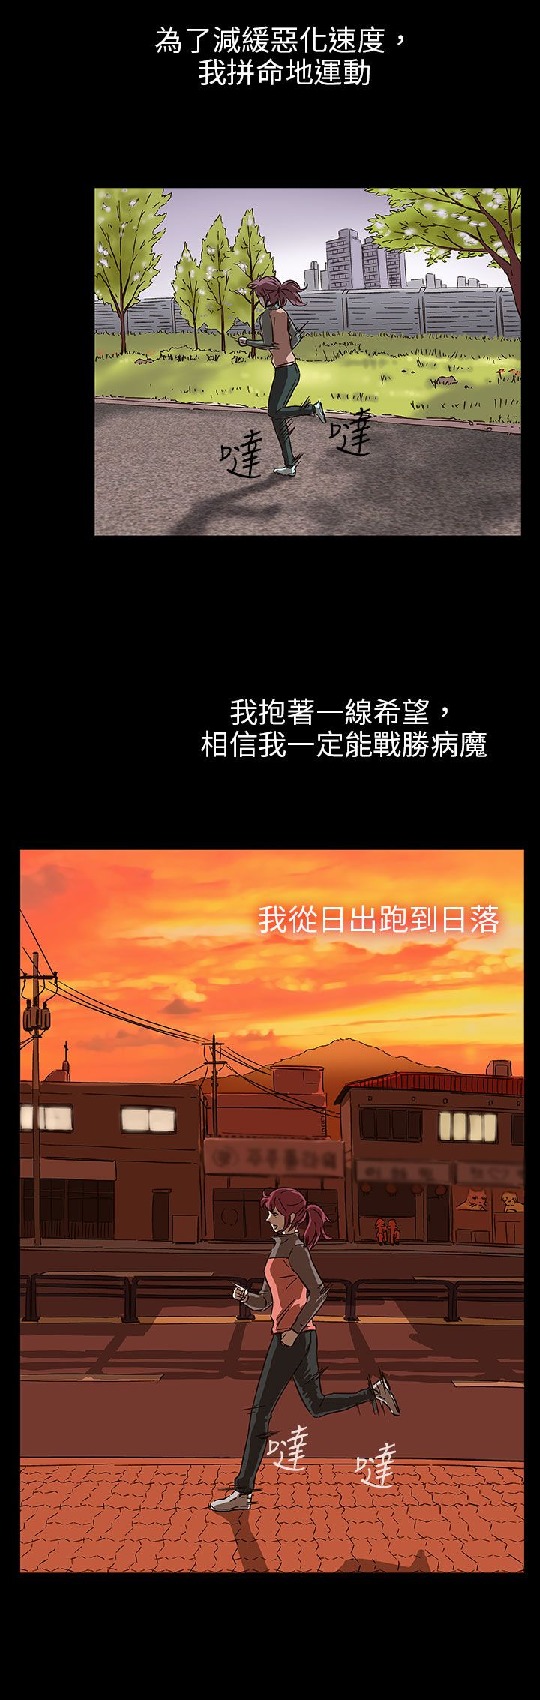 為了減緩惡化速度，
我拼命地運動
噠
噠
我抱著一線希望，
相信我一定能戰勝病魔
我從日出跑到日落
噠
噠